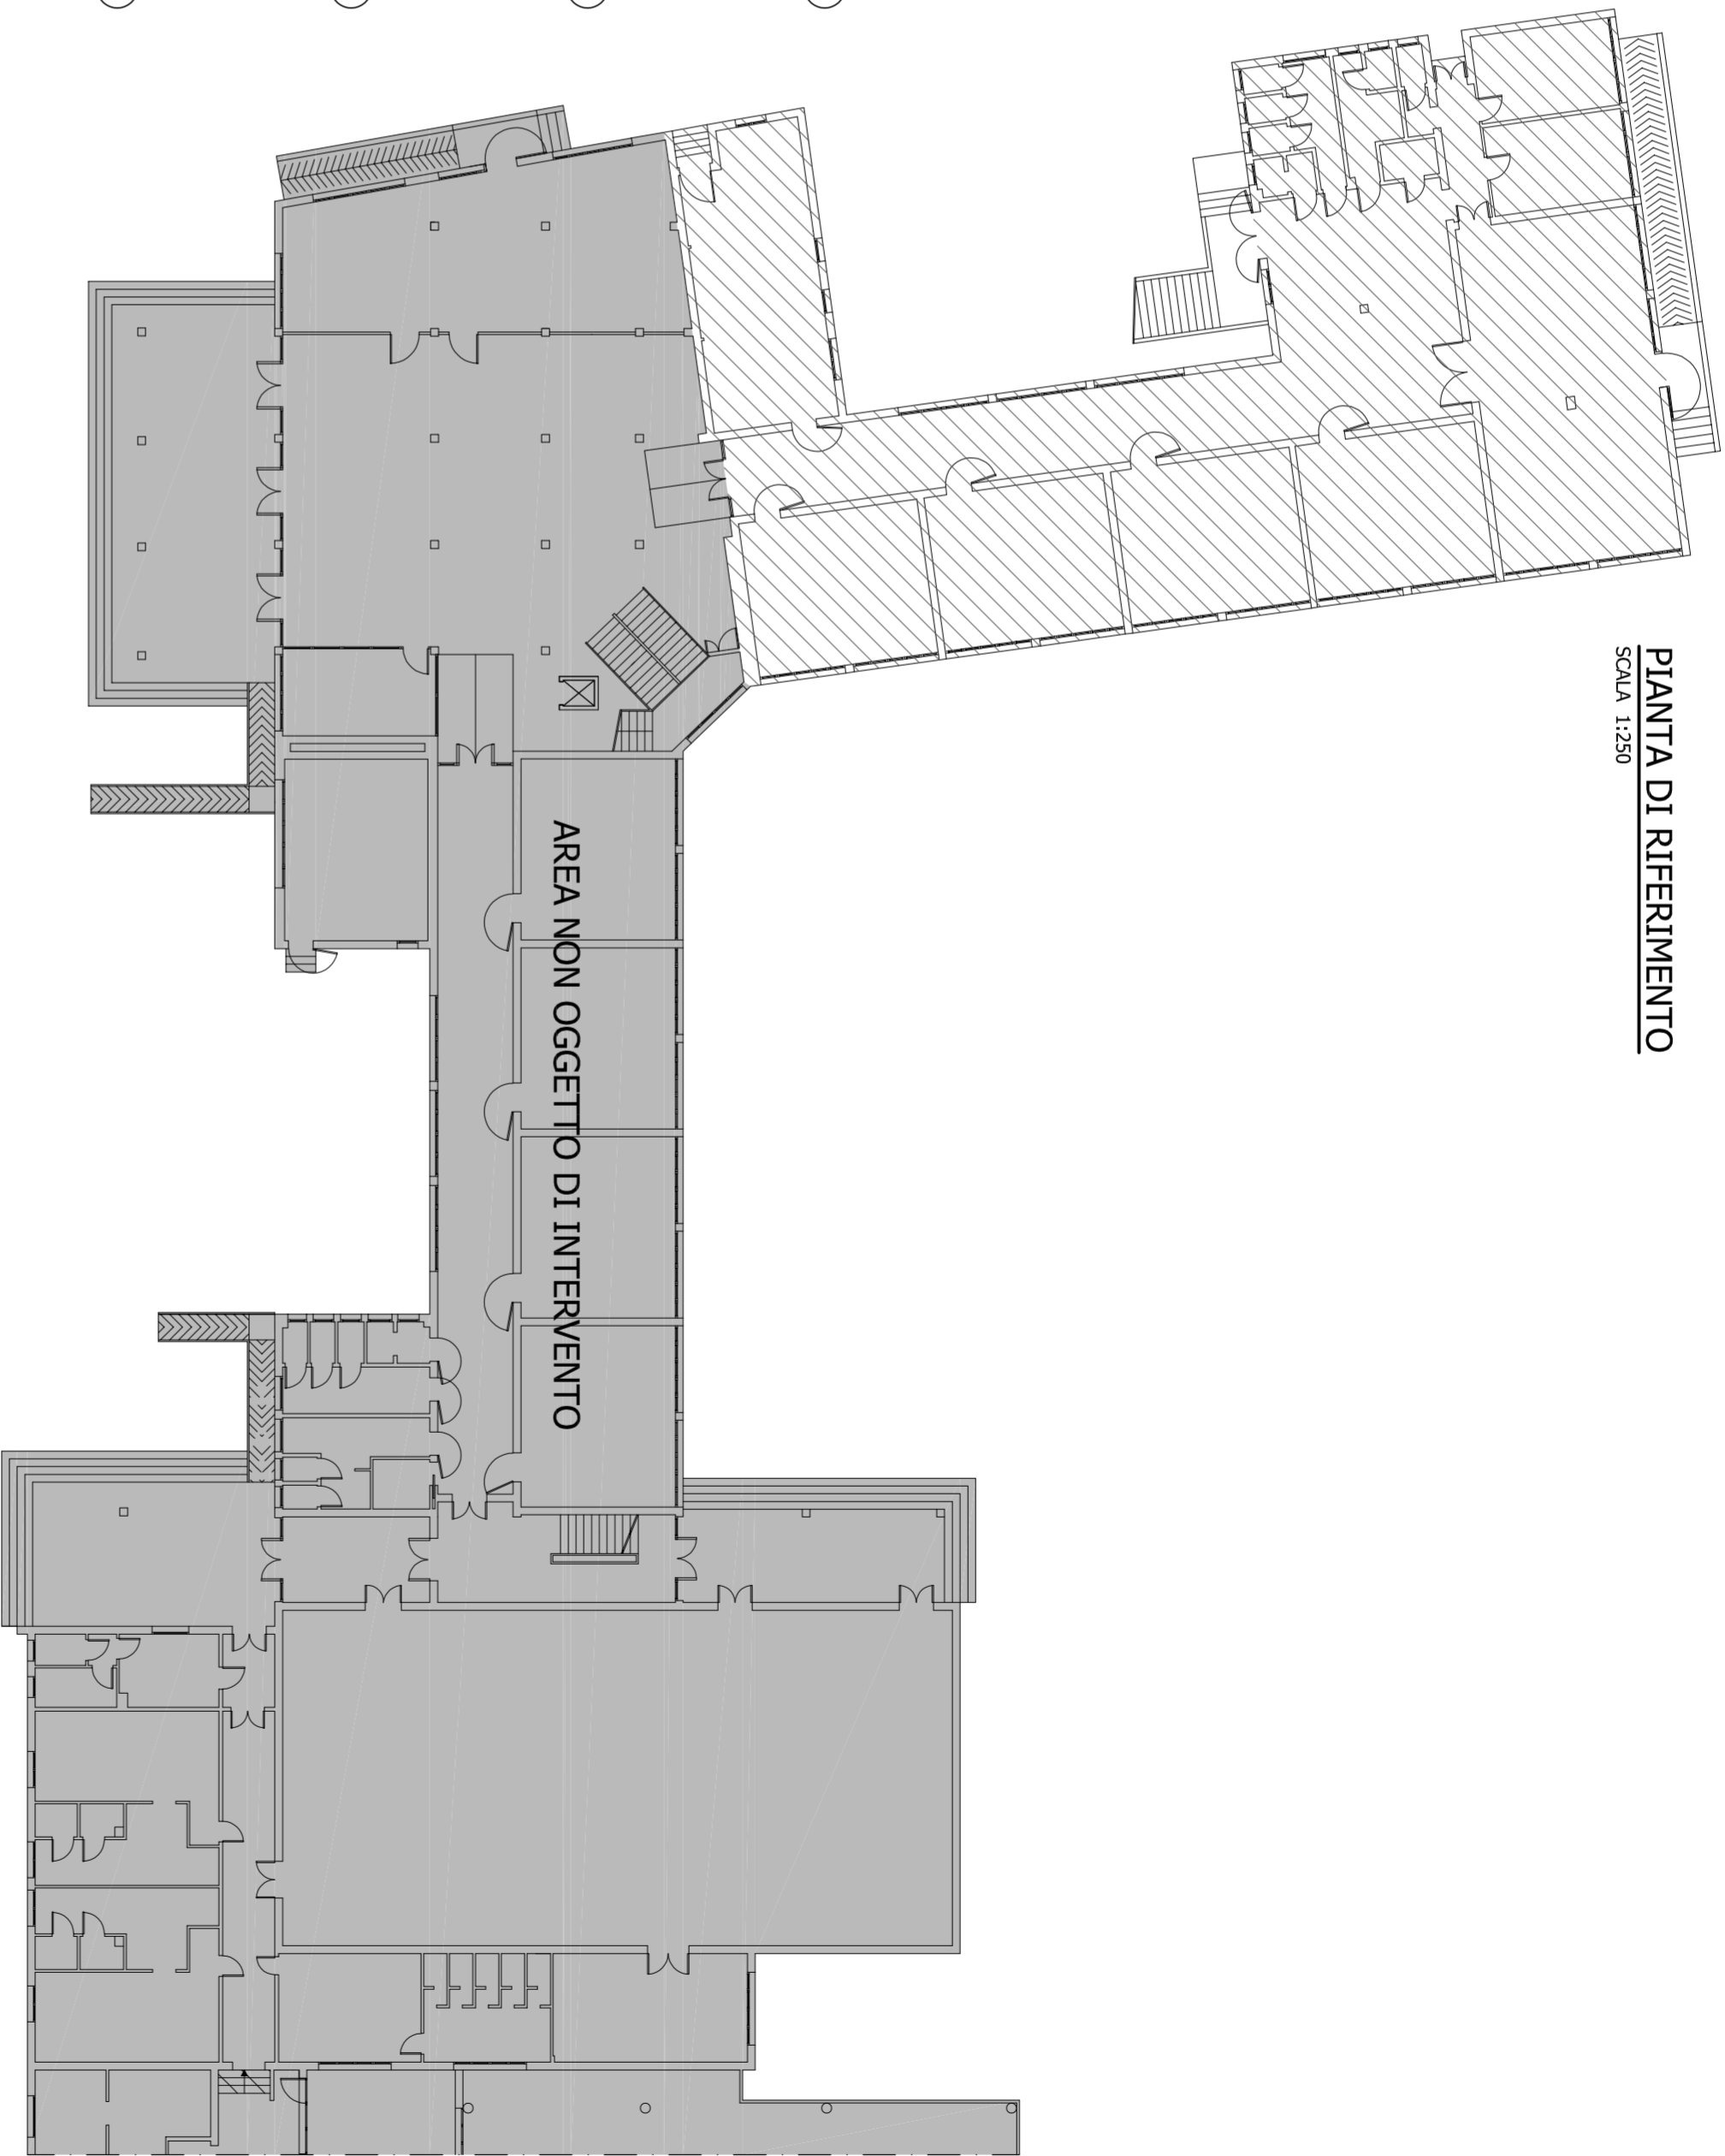 PIANTA DI RIFERIMENTO
SCALA 1:250
AREA NON OGGETTO DI INTERVENTO